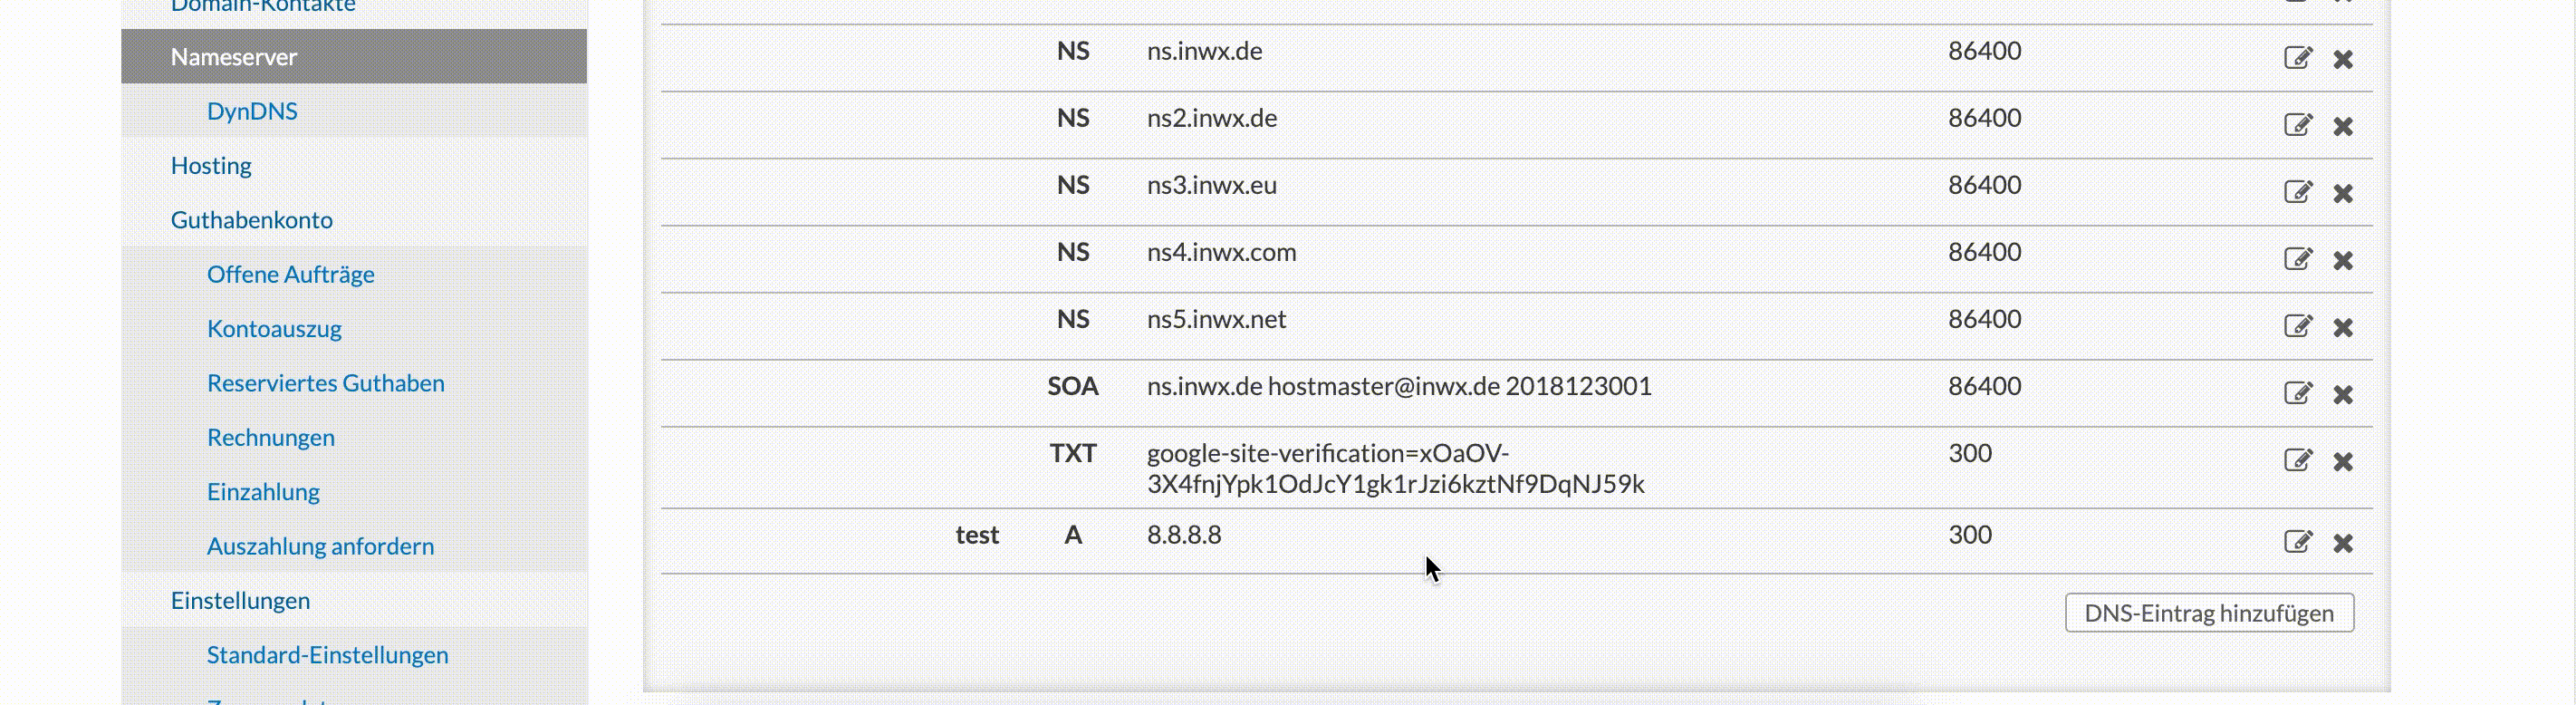 Domain-Kontakte
Nameserver
DynDNS
Hosting
Guthabenkonto
Offene Aufträge
Kontoauszug
Reserviertes Guthaben
Rechnungen
Einzahlung
Auszahlung anfordern
Einstellungen
Standard-Einstellungen
NS ns.inwx.de 86400
NS ns2.inwx.de 86400
NS ns3.inwx.eu 86400
NS ns4.inwx.com 86400
NS ns5.inwx.net 86400
SOA ns.inwx.de hostmaster@inwx.de 2018123001 86400
TXT google-site-verification=xOaOV- 300
3X4fnjYpk1OdJcY1gk1rJzi6kztNf9DqNJ59k
test A 8.8.8.8 300
DNS-Eintrag hinzufügen